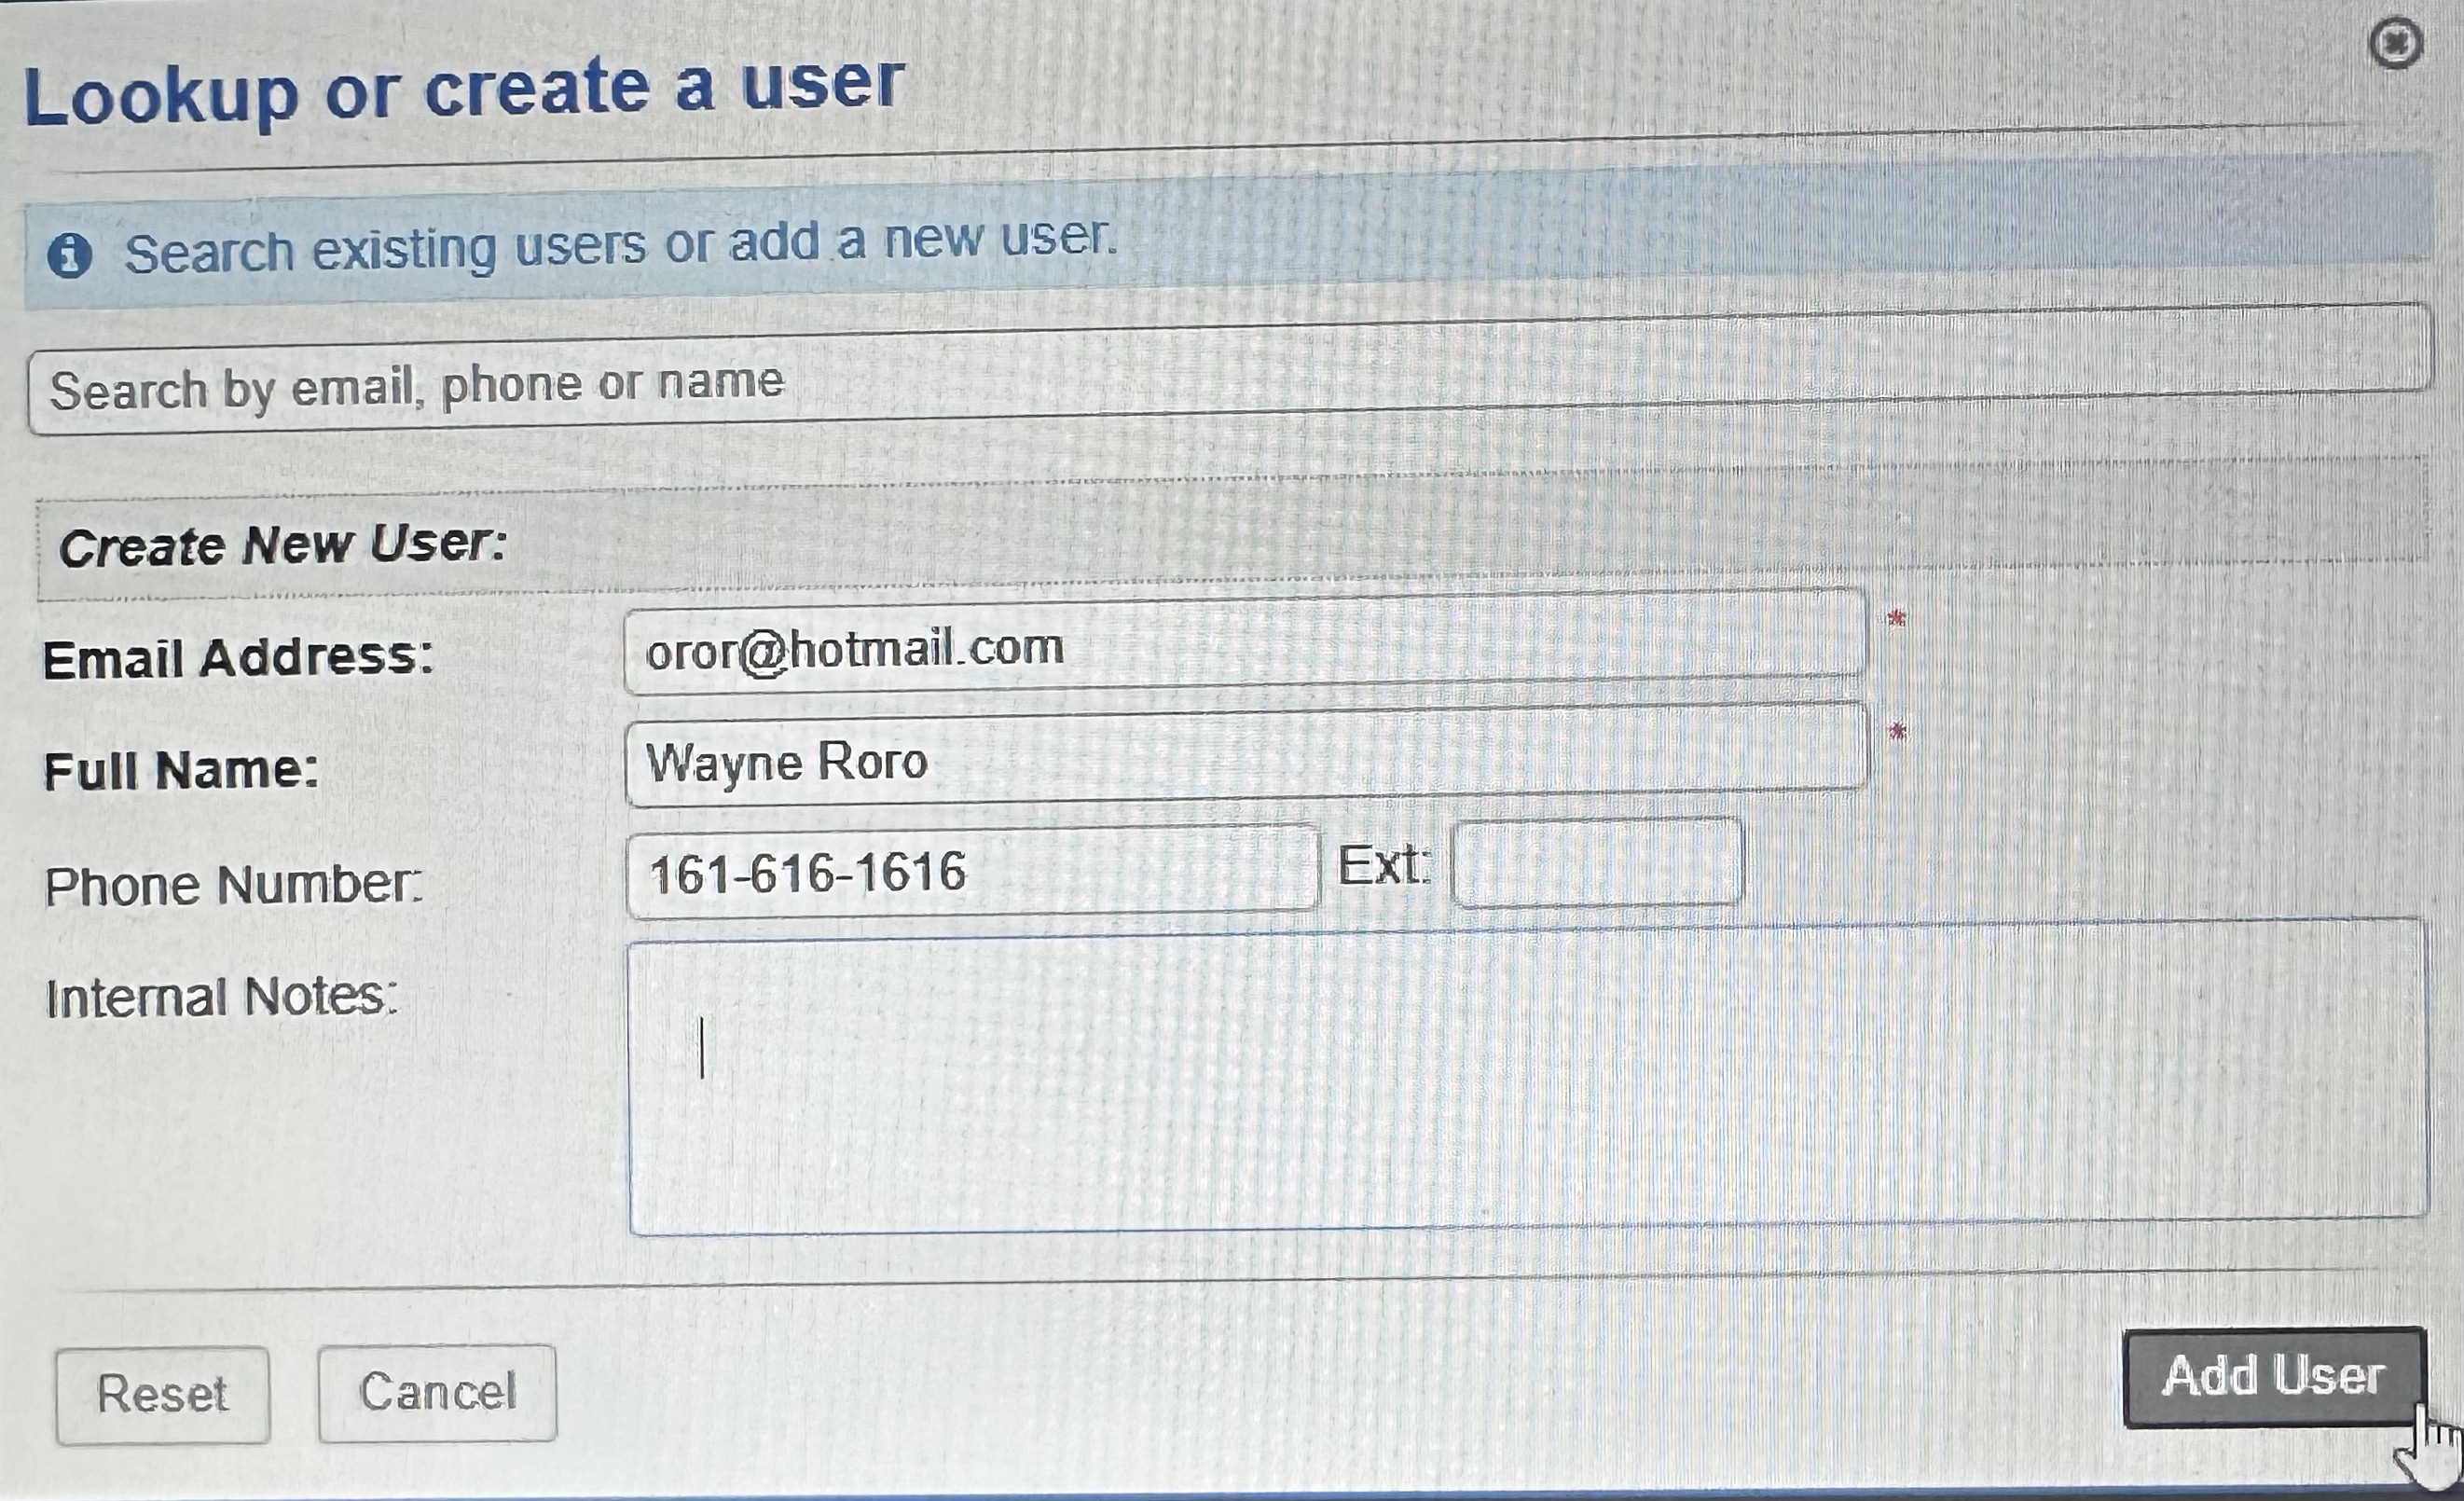 Lookup or create a user
Search existing users or add a new user.
Search by email, phone or name
Create New User:
Email Address: oror@hotmail.com *
Full Name: Wayne Roro *
Phone Number: 161-616-1616 Ext:
Internal Notes:
Reset Cancel Add User